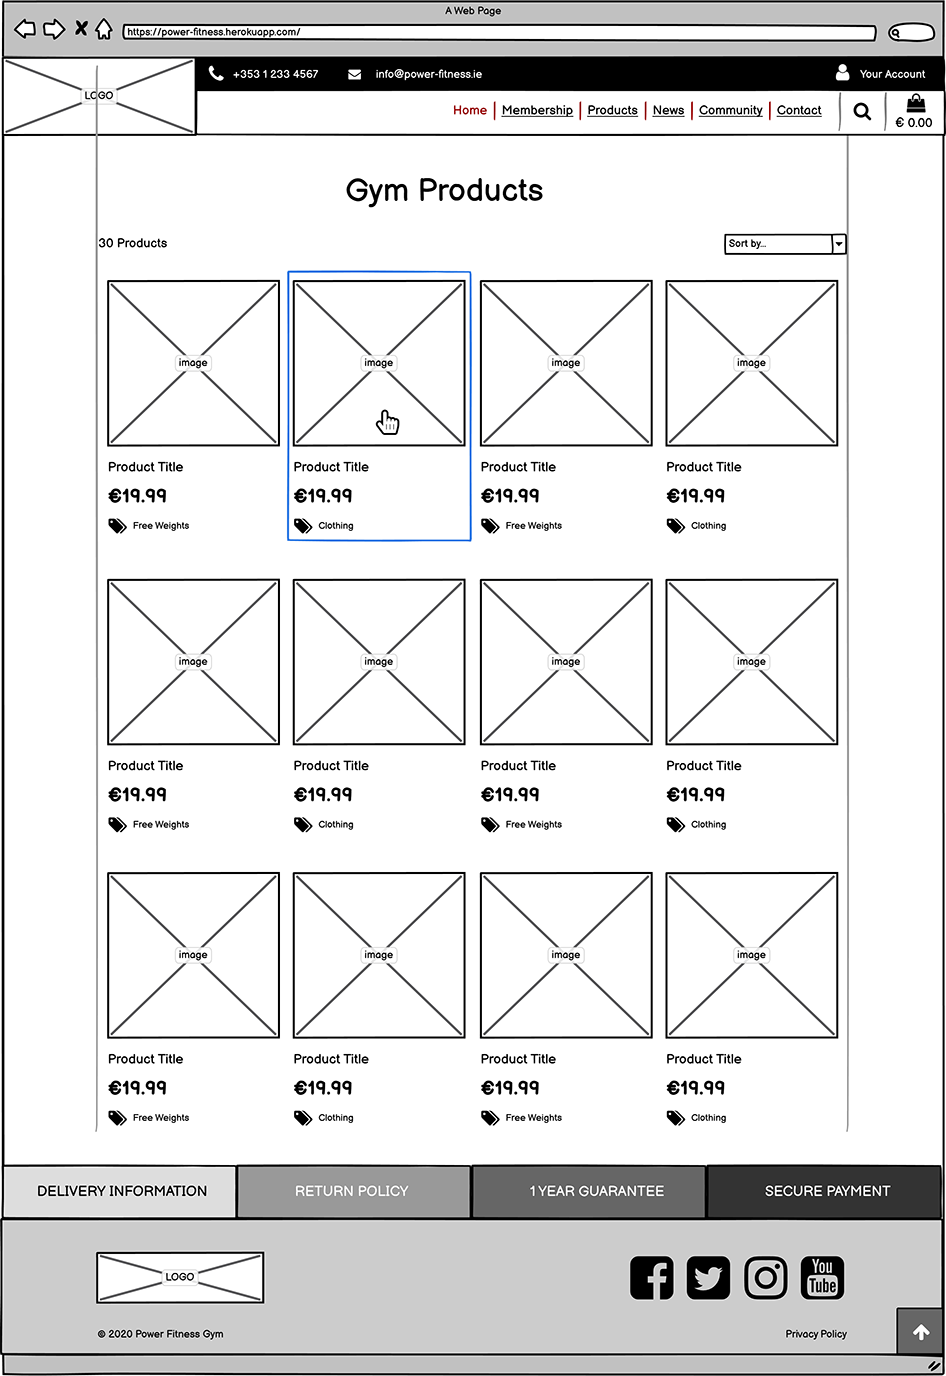 A Web Page
https://power-fitness.herokuapp.com/
LOGO
+353 1 233 4567
info@power-fitness.ie
Your Account
Home Membership Products News Community Contact
€ 0.00
Gym Products
30 Products
Sort by...
image image image image
Product Title Product Title Product Title Product Title
€19.99 €19.99 €19.99 €19.99
Free Weights Clothing Free Weights Clothing
image image image image
Product Title Product Title Product Title Product Title
€19.99 €19.99 €19.99 €19.99
Free Weights Clothing Free Weights Clothing
image image image image
Product Title Product Title Product Title Product Title
€19.99 €19.99 €19.99 €19.99
Free Weights Clothing Free Weights Clothing
DELIVERY INFORMATION RETURN POLICY 1 YEAR GUARANTEE SECURE PAYMENT
LOGO
You
Tube
© 2020 Power Fitness Gym
Privacy Policy